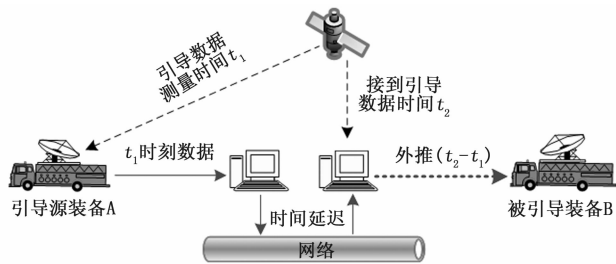 引导数据
测量时间t₁
接到引导
数据时间t₂
t₁时刻数据
外推(t₂-t₁)
引导源装备A
时间延迟
被引导装备B
网络